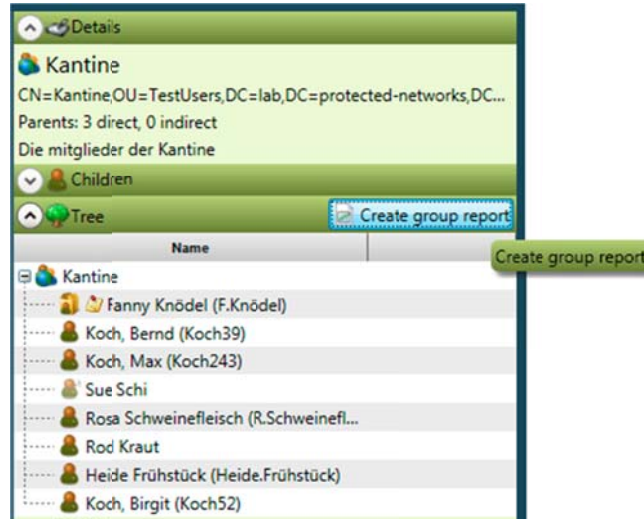 Details
Kantine
CN=Kantine,OU=TestUsers,DC=lab,DC=protected-networks,DC...
Parents: 3 direct, 0 indirect
Die mitglieder der Kantine
Children
Tree
Create group report
Name
Create group report
Kantine
Fanny Knödel (F.Knödel)
Koch, Bernd (Koch39)
Koch, Max (Koch243)
Sue Schi
Rosa Schweinefleisch (R.Schweinefl...
Rod Kraut
Heide Frühstück (Heide.Frühstück)
Koch, Birgit (Koch52)